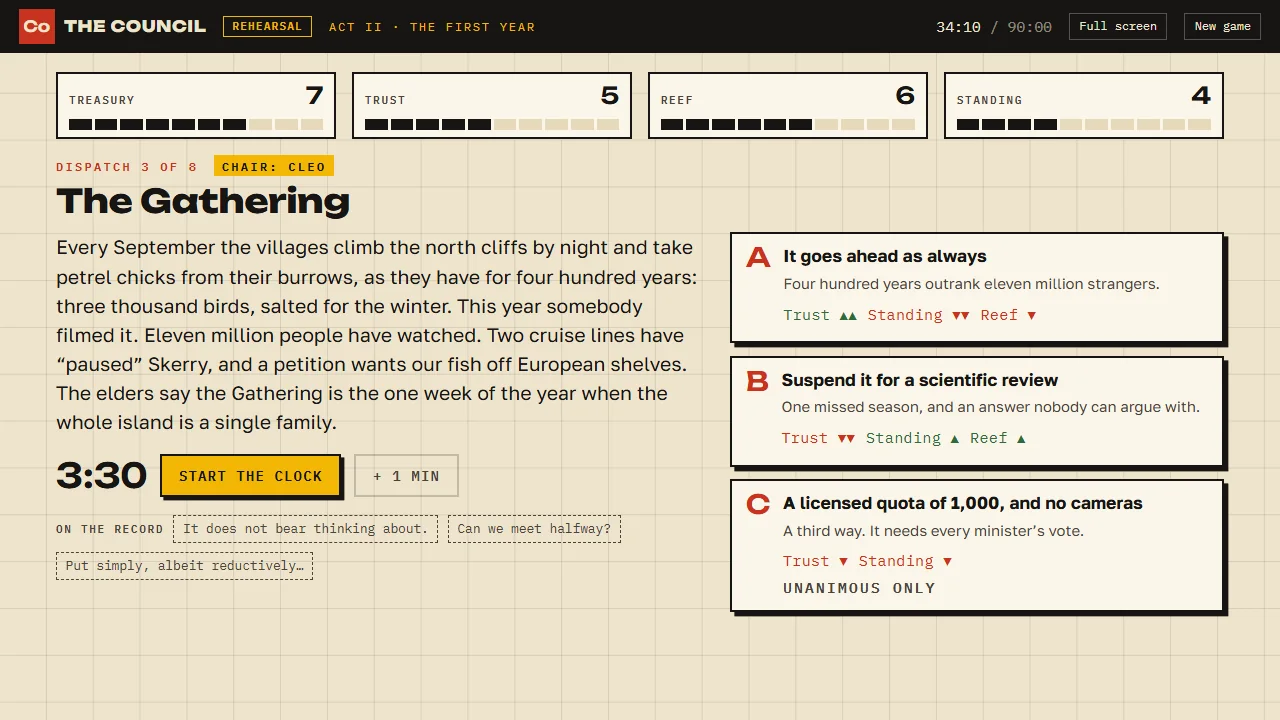 Co THE COUNCIL REHEARSAL ACT II · THE FIRST YEAR 34:10 / 90:00 Full screen New game
TREASURY 7 TRUST 5 REEF 6 STANDING 4
DISPATCH 3 OF 8 CHAIR: CLEO
The Gathering
Every September the villages climb the north cliffs by night and take
petrel chicks from their burrows, as they have for four hundred years:
three thousand birds, salted for the winter. This year somebody
filmed it. Eleven million people have watched. Two cruise lines have
“paused” Skerry, and a petition wants our fish off European shelves.
The elders say the Gathering is the one week of the year when the
whole island is a single family.
3:30 START THE CLOCK + 1 MIN
ON THE RECORD It does not bear thinking about. Can we meet halfway?
Put simply, albeit reductively…
A It goes ahead as always
Four hundred years outrank eleven million strangers.
Trust ▲▲ Standing ▼▼ Reef ▼
B Suspend it for a scientific review
One missed season, and an answer nobody can argue with.
Trust ▼▼ Standing ▲ Reef ▲
C A licensed quota of 1,000, and no cameras
A third way. It needs every minister’s vote.
Trust ▼ Standing ▼
UNANIMOUS ONLY